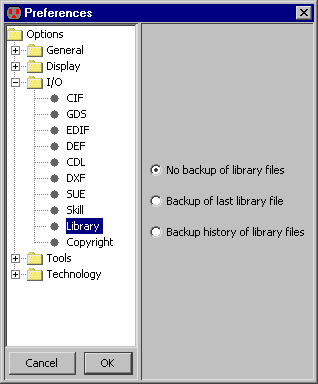 Preferences
Options
General
Display
I/O
CIF
GDS
EDIF
DEF
CDL
DXF
SUE
Skill
Library
Copyright
Tools
Technology
No backup of library files
Backup of last library file
Backup history of library files
Cancel
OK